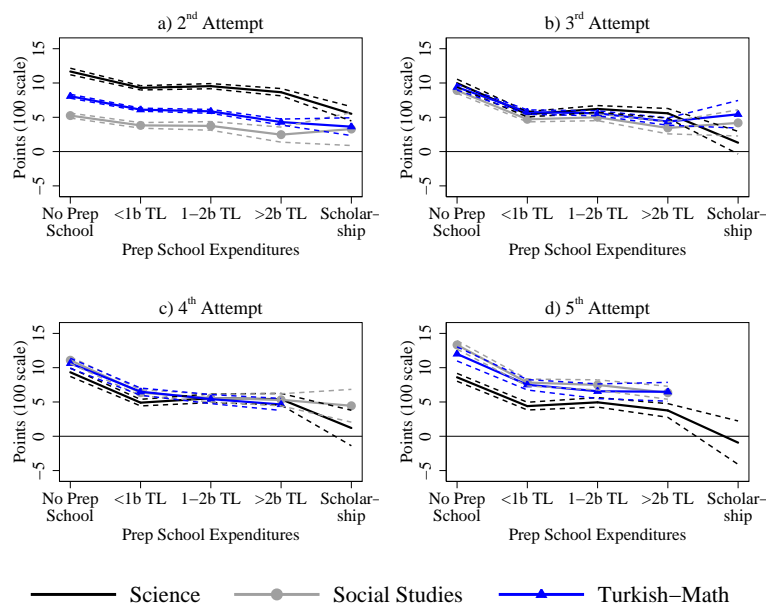 a) 2nd Attempt
Points (100 scale)
15
10
5
0
−5
No Prep School
<1b TL
1−2b TL
>2b TL
Scholar−ship
Prep School Expenditures
b) 3rd Attempt
Points (100 scale)
15
10
5
0
−5
No Prep School
<1b TL
1−2b TL
>2b TL
Scholar−ship
Prep School Expenditures
c) 4th Attempt
Points (100 scale)
15
10
5
0
−5
No Prep School
<1b TL
1−2b TL
>2b TL
Scholar−ship
Prep School Expenditures
d) 5th Attempt
Points (100 scale)
15
10
5
0
−5
No Prep School
<1b TL
1−2b TL
>2b TL
Scholar−ship
Prep School Expenditures
Science
Social Studies
Turkish−Math